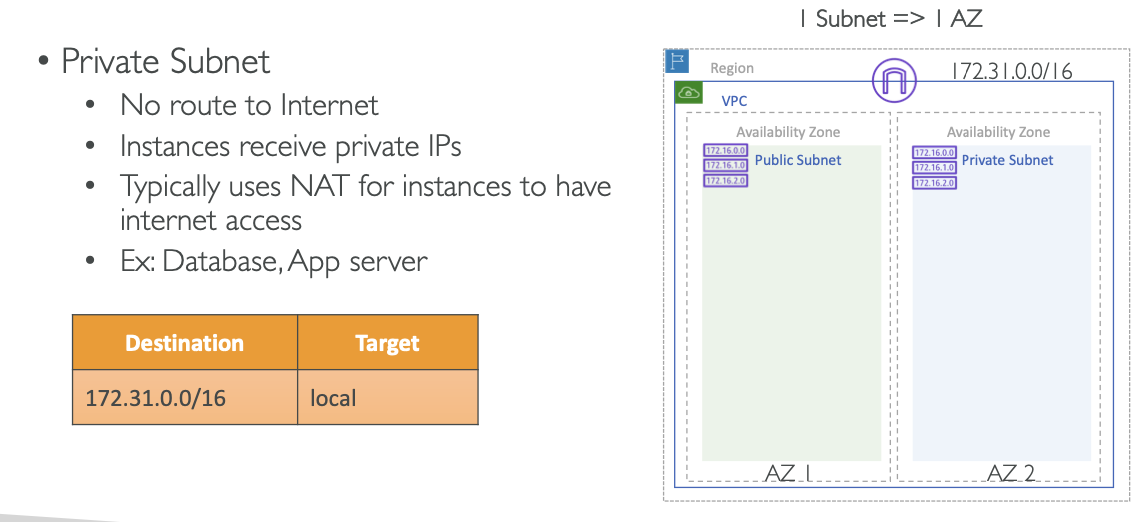 1 Subnet => 1 AZ
• Private Subnet
• No route to Internet
• Instances receive private IPs
• Typically uses NAT for instances to have
internet access
• Ex: Database, App server
Destination Target
172.31.0.0/16 local
Region
172.31.0.0/16
VPC
Availability Zone
172.16.0.0
172.16.1.0
172.16.2.0
Public Subnet
AZ 1
Availability Zone
172.16.0.0
172.16.1.0
172.16.2.0
Private Subnet
AZ 2